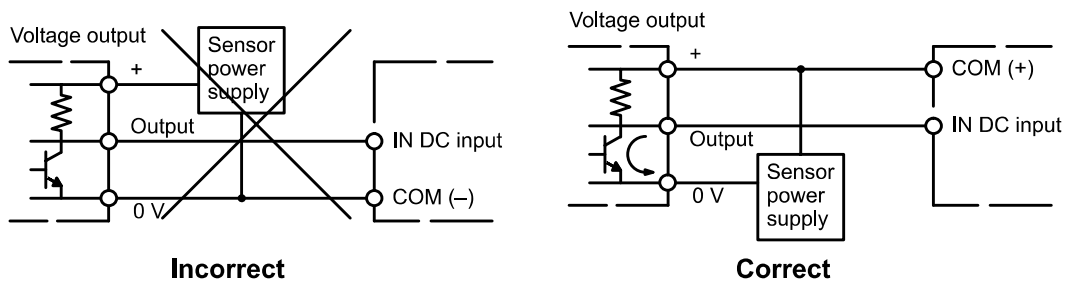 Voltage output
Sensor
power
supply
+
Output
IN DC input
0 V
COM (–)
Incorrect
Voltage output
+
COM (+)
IN DC input
Output
Sensor
power
supply
0 V
Correct